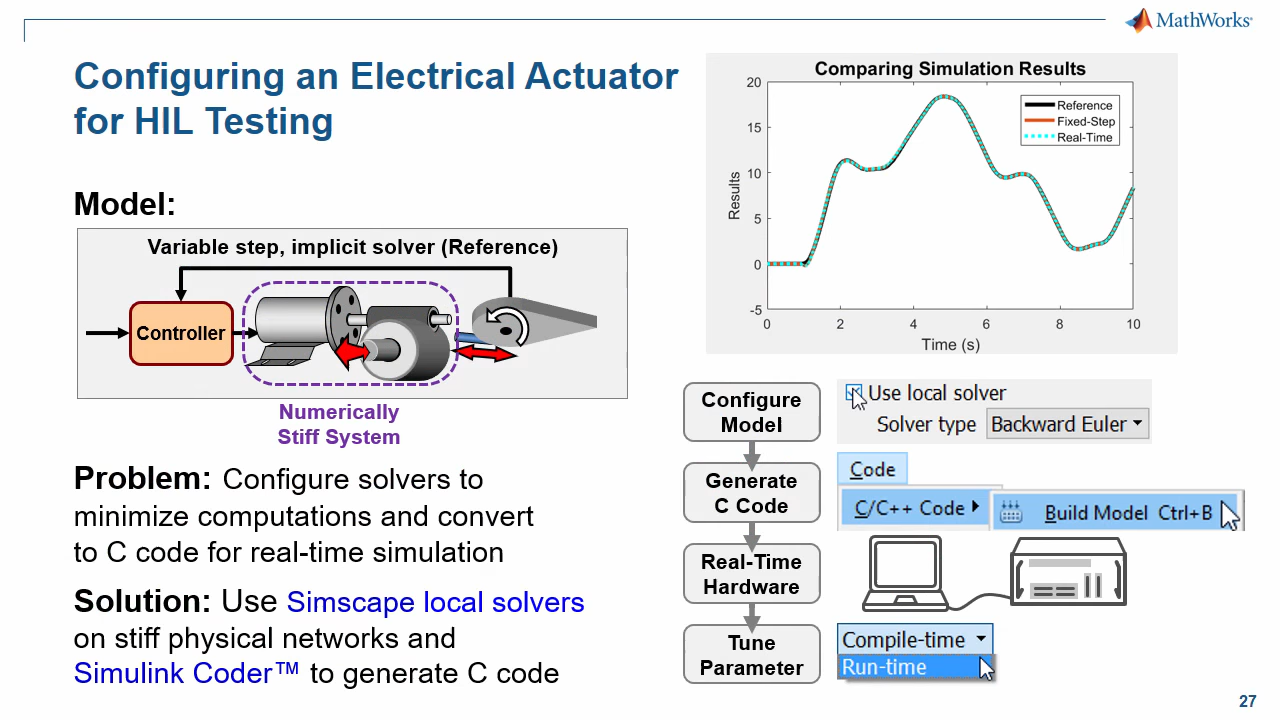 MathWorks®
Configuring an Electrical Actuator
for HIL Testing
Model:
Variable step, implicit solver (Reference)
Controller
Numerically
Stiff System
Problem: Configure solvers to
minimize computations and convert
to C code for real-time simulation
Solution: Use Simscape local solvers
on stiff physical networks and
Simulink Coder™ to generate C code
Comparing Simulation Results
Reference
Fixed-Step
Real-Time
Results
20
15
10
5
0
-5
0 2 4 6 8 10
Time (s)
Configure
Model
Use local solver
Solver type Backward Euler
Generate
C Code
Code
C/C++ Code
Build Model Ctrl+B
Real-Time
Hardware
Tune
Parameter
Compile-time
Run-time
27